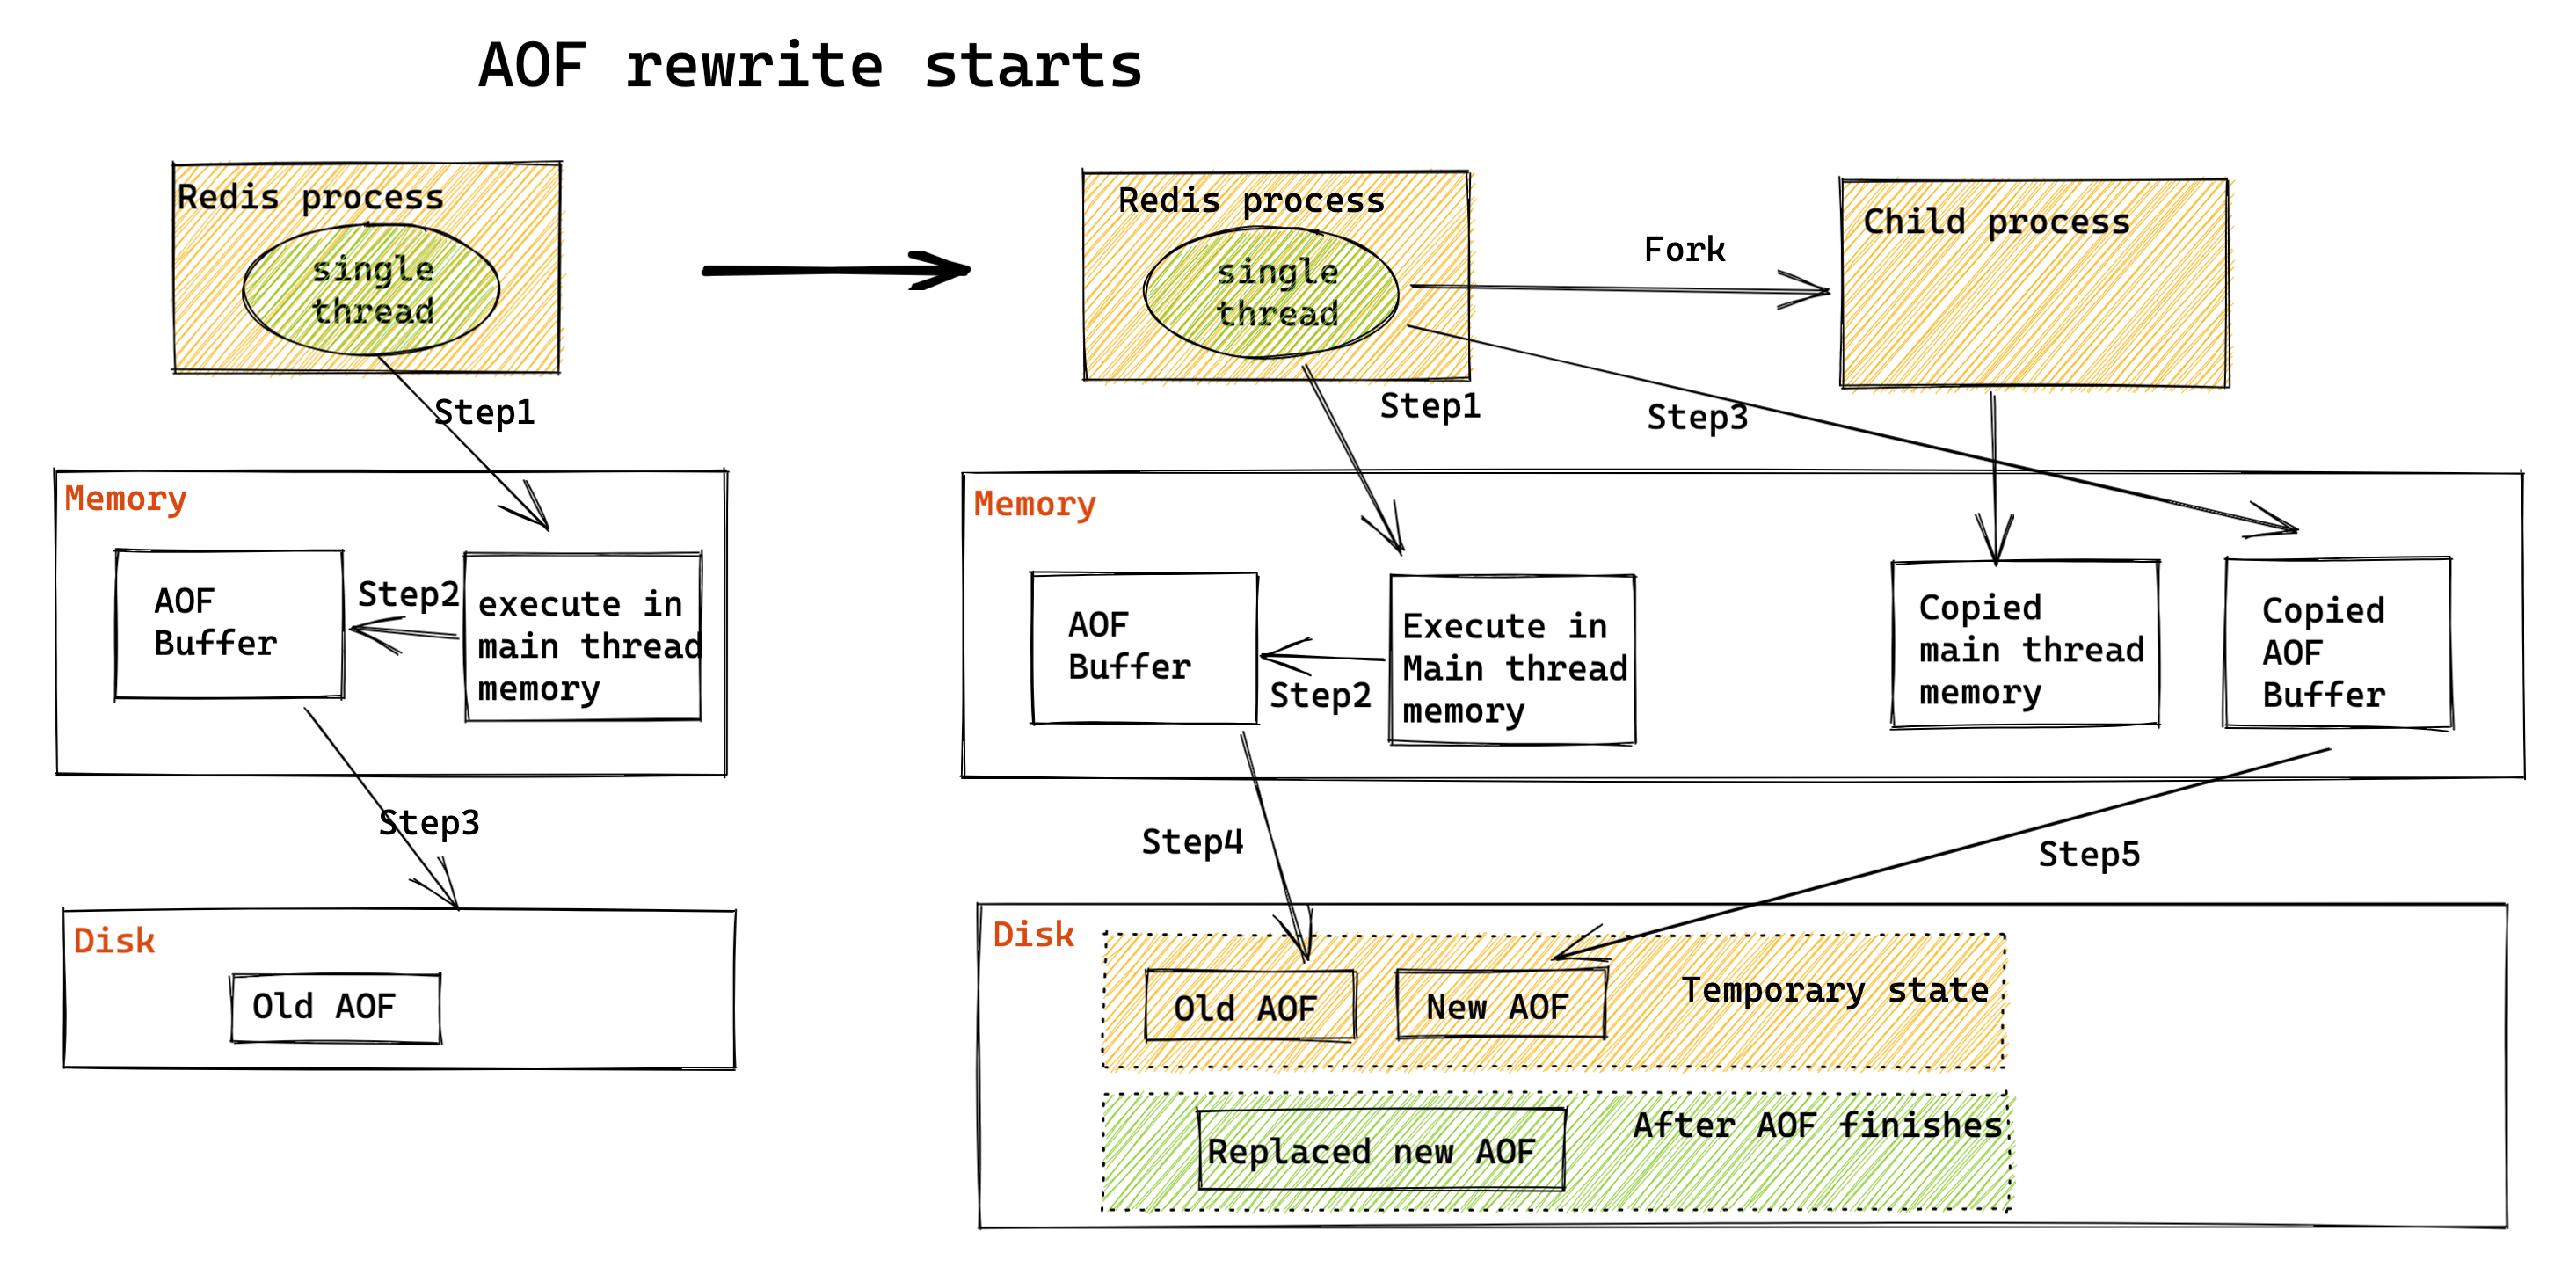 AOF rewrite starts
Redis process
single
thread
Step1
Memory
AOF
Buffer
Step2
execute in
main thread
memory
Step3
Disk
Old AOF
Redis process
single
thread
Fork
Child process
Step1
Step3
Memory
AOF
Buffer
Step2
Execute in
Main thread
memory
Copied
main thread
memory
Copied
AOF
Buffer
Step4
Step5
Disk
Old AOF
New AOF
Temporary state
Replaced new AOF
After AOF finishes